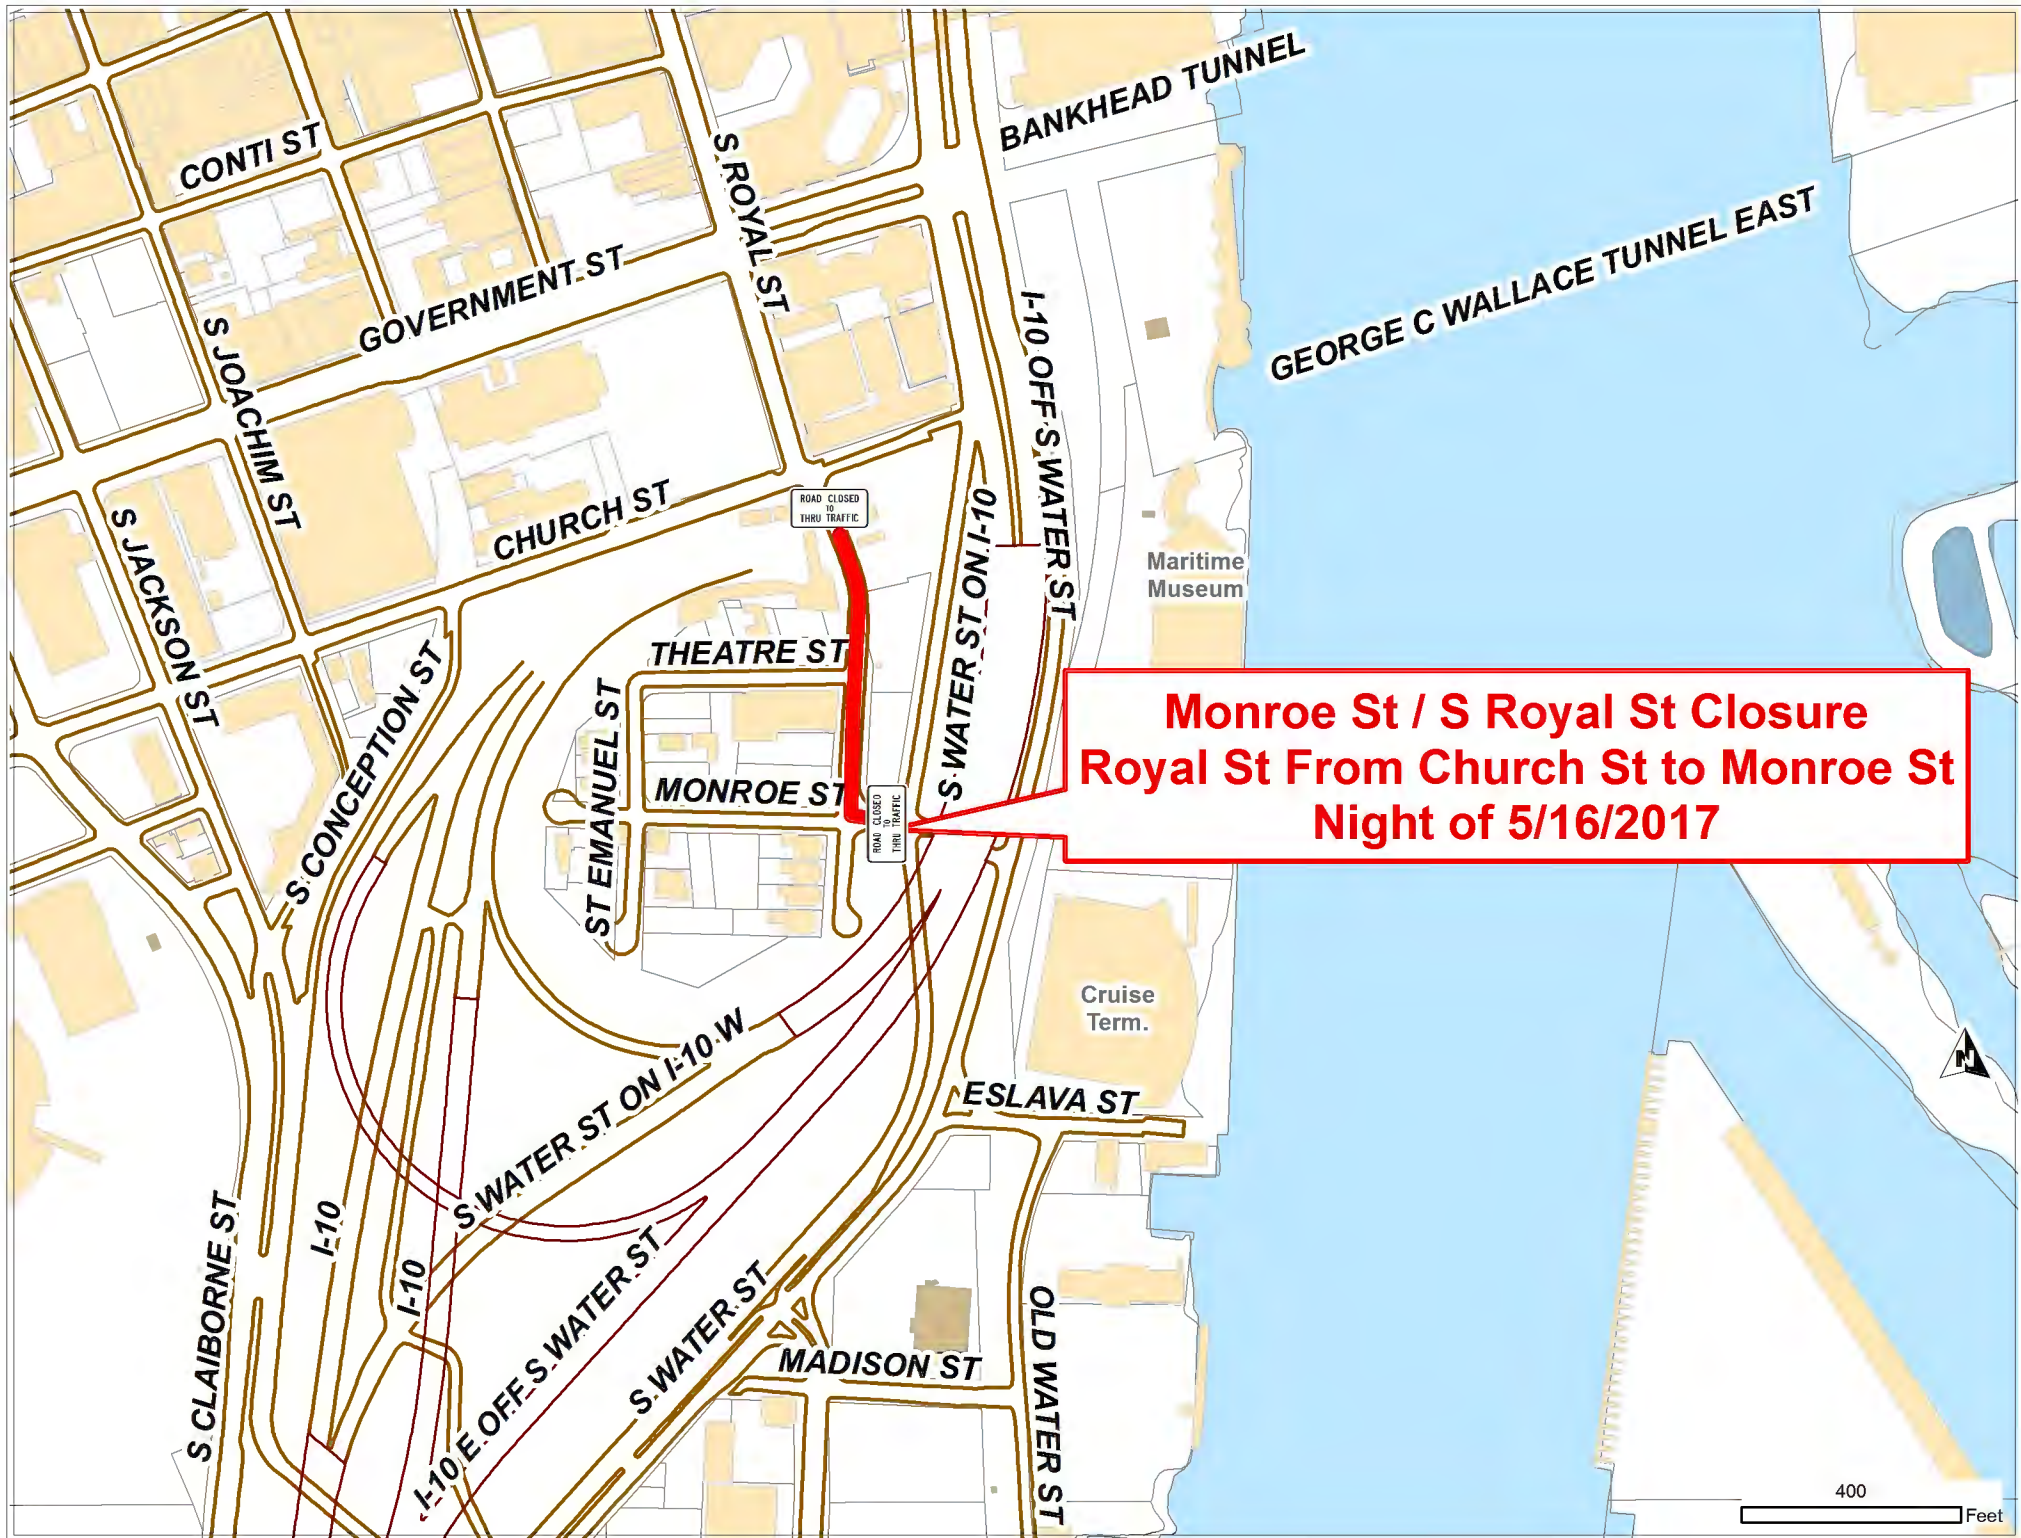 BANKHEAD TUNNEL
CONTI ST
S ROYAL ST
GEORGE C WALLACE TUNNEL EAST
GOVERNMENT ST
S JOACHIM ST
I-10 OFF S WATER ST
CHURCH ST
ROAD CLOSED
TO
THRU TRAFFIC
S JACKSON ST
S WATER ST ON I-10
Maritime
Museum
THEATRE ST
S CONCEPTION ST
ST EMANUEL ST
MONROE ST
ROAD CLOSED
TO
THRU TRAFFIC
Monroe St / S Royal St Closure
Royal St From Church St to Monroe St
Night of 5/16/2017
Cruise
Term.
N
S WATER ST ON I-10 W
ESLAVA ST
S CLAIBORNE ST
I-10
I-10
I-10 E OFF S WATER ST
S WATER ST
MADISON ST
OLD WATER ST
400
Feet